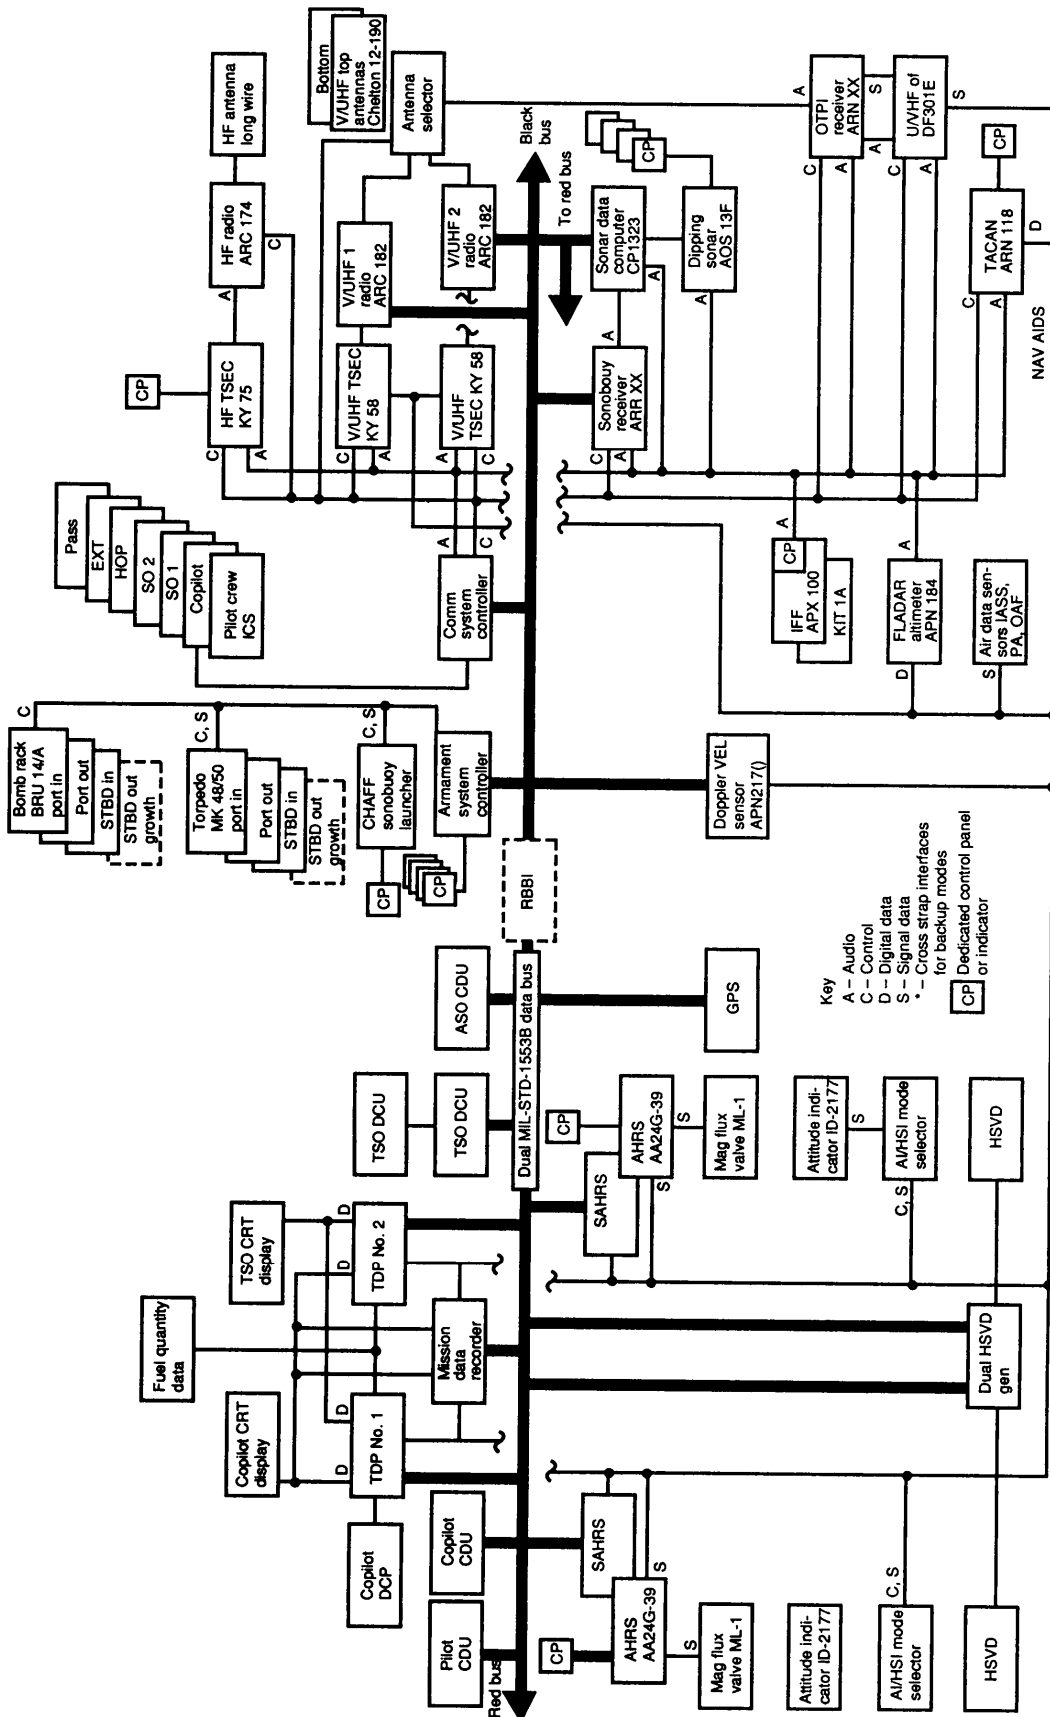 Bomb rack
BRU 14/A
port in
Port out
STBD in
STBD out
growth
C
Torpedo
MK 48/50
port in
Port out
STBD in
STBD out
growth
C, S
CHAFF
sonobuoy
launcher
C, S
CP
CP
Armament
system
controller
Pass
EXT
HOP
SO 2
SO 1
Copilot
Pilot crew
ICS
Comm
system
controller
A
C
CP
HF TSEC
KY 75
C
A
A
HF radio
ARC 174
C
HF antenna
long wire
V/UHF TSEC
KY 58
C
A
V/UHF 1
radio
ARC 182
V/UHF
TSEC KY 58
A
C
V/UHF 2
radio
ARC 182
Bottom
V/UHF top
antennas
Chelton 12-190
Antenna
selector
Black
bus
To red bus
Fuel quantity
data
Copilot CRT
display
TSO CRT
display
D
D
D
D
TDP No. 1
TDP No. 2
Copilot
DCP
Mission
data
recorder
Pilot
CDU
Copilot
CDU
TSO DCU
TSO DCU
ASO CDU
Red bus
Dual MIL-STD-1553B data bus
RBBI
CP
SAHRS
AHRS
AA24G-39
S
S
Mag flux
valve ML-1
Attitude indi-
cator ID-2177
C, S
AI/HSI mode
selector
HSVD
Dual HSVD
gen
CP
SAHRS
AHRS
AA24G-39
S
S
Mag flux
valve ML-1
Attitude indi-
cator ID-2177
S
C, S
AI/HSI mode
selector
HSVD
GPS
Doppler VEL
sensor
APN217()
Key
A – Audio
C – Control
D – Digital data
S – Signal data
* – Cross strap interfaces
for backup modes
CP
Dedicated control panel
or indicator
Sonobouy
receiver
ARR XX
C
A
A
Sonar data
computer
CP1323
A
CP
Dipping
sonar
AOS 13F
A
CP
IFF
APX 100
KIT 1A
A
FLADAR
altimeter
APN 184
D
A
Air data sen-
sors IASS,
PA, OAF
S
OTPI
receiver
ARN XX
A
C
A
A
S
U/VHF of
DF301E
C
A
S
CP
TACAN
ARN 118
C
A
D
NAV AIDS